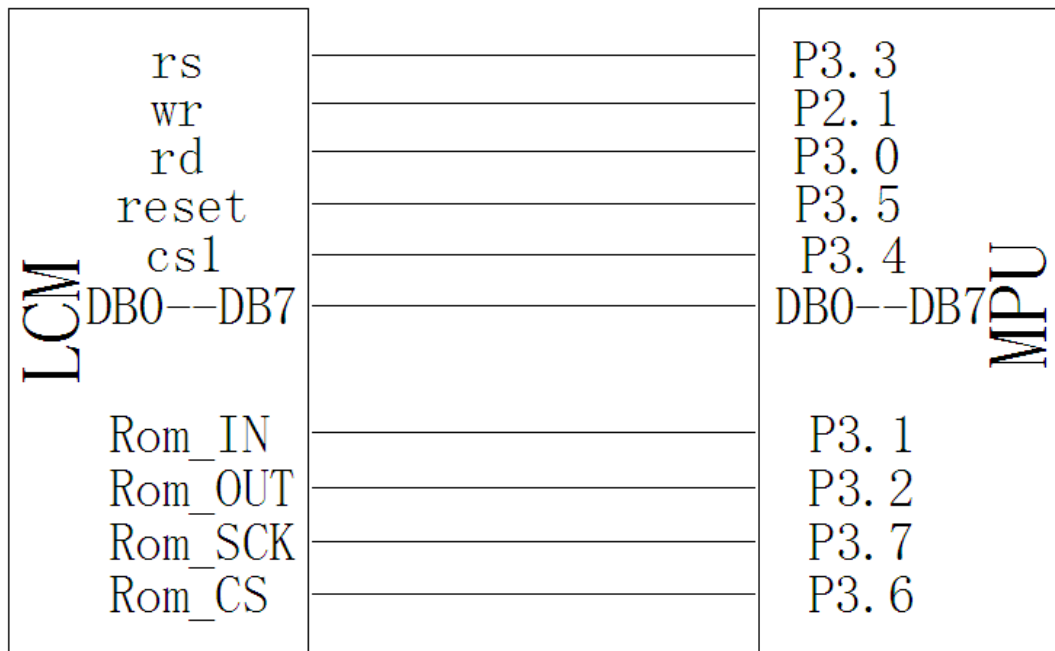 rs P3.3
wr P2.1
rd P3.0
reset P3.5
cs1 P3.4
LCM
DB0--DB7 DB0--DB7
MPU
Rom_IN P3.1
Rom_OUT P3.2
Rom_SCK P3.7
Rom_CS P3.6